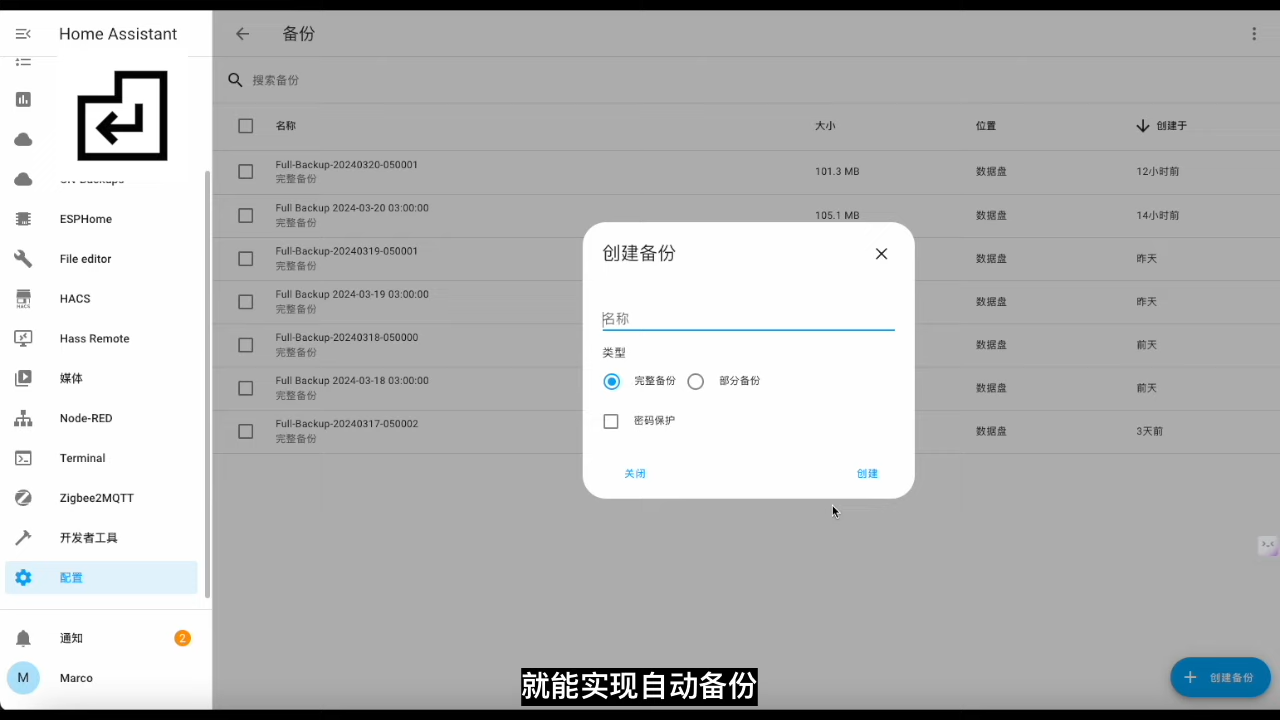 Home Assistant
备份
搜索备份
名称
大小
位置
创建于
Full-Backup-20240320-050001
完整备份
101.3 MB
数据盘
12小时前
Full Backup 2024-03-20 03:00:00
完整备份
105.1 MB
数据盘
14小时前
Full-Backup-20240319-050001
完整备份
数据盘
昨天
Full Backup 2024-03-19 03:00:00
完整备份
数据盘
昨天
Full-Backup-20240318-050000
完整备份
数据盘
前天
Full Backup 2024-03-18 03:00:00
完整备份
数据盘
前天
Full-Backup-20240317-050002
完整备份
数据盘
3天前
ESPHome
File editor
HACS
Hass Remote
媒体
Node-RED
Terminal
Zigbee2MQTT
开发者工具
配置
通知
2
M
Marco
创建备份
名称
类型
完整备份
部分备份
密码保护
关闭
创建
创建备份
就能实现自动备份